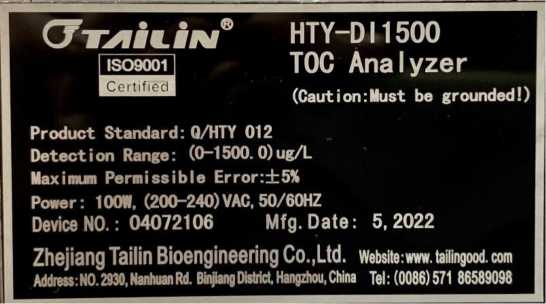 TAILIN® HTY-DI1500
ISO9001 TOC Analyzer
Certified (Caution:Must be grounded!)
Product Standard: Q/HTY 012
Detection Range: (0-1500.0)ug/L
Maximum Permissible Error:±5%
Power: 100W, (200-240)VAC, 50/60HZ
Device NO.: 04072106 Mfg. Date: 5,2022
Zhejiang Tailin Bioengineering Co.,Ltd. Website:www.tailingood.com
Address:NO. 2930, Nanhuan Rd. Binjiang District, Hangzhou, China Tel:(0086)571 86589098